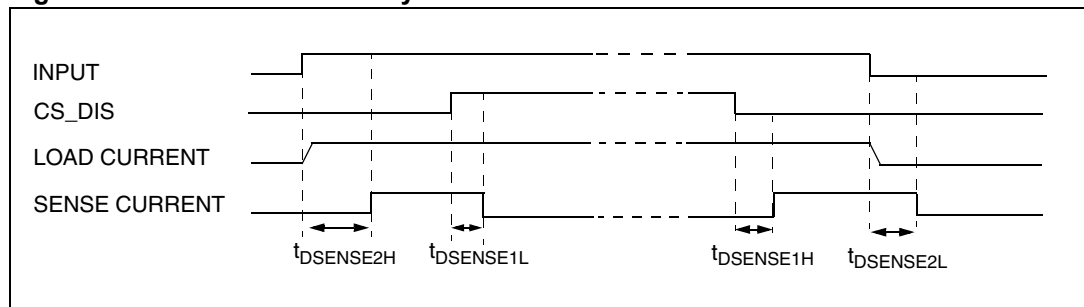 INPUT
CS_DIS
LOAD CURRENT
SENSE CURRENT
tDSENSE2H tDSENSE1L tDSENSE1H tDSENSE2L